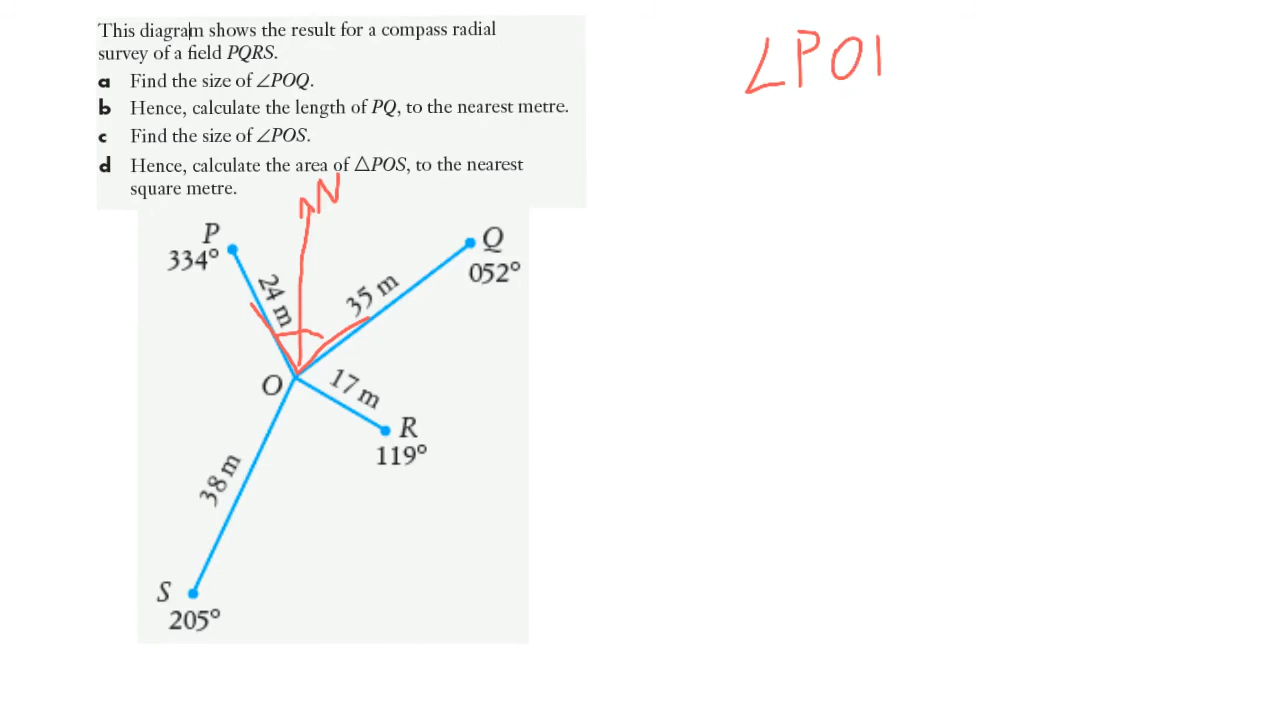 This diagram shows the result for a compass radial
survey of a field PQRS.
a Find the size of ∠POQ.
b Hence, calculate the length of PQ, to the nearest metre.
c Find the size of ∠POS.
d Hence, calculate the area of △POS, to the nearest
square metre.
∠POI
N
P
334°
24 m
Q
052°
35 m
O
17 m
R
119°
38 m
S
205°